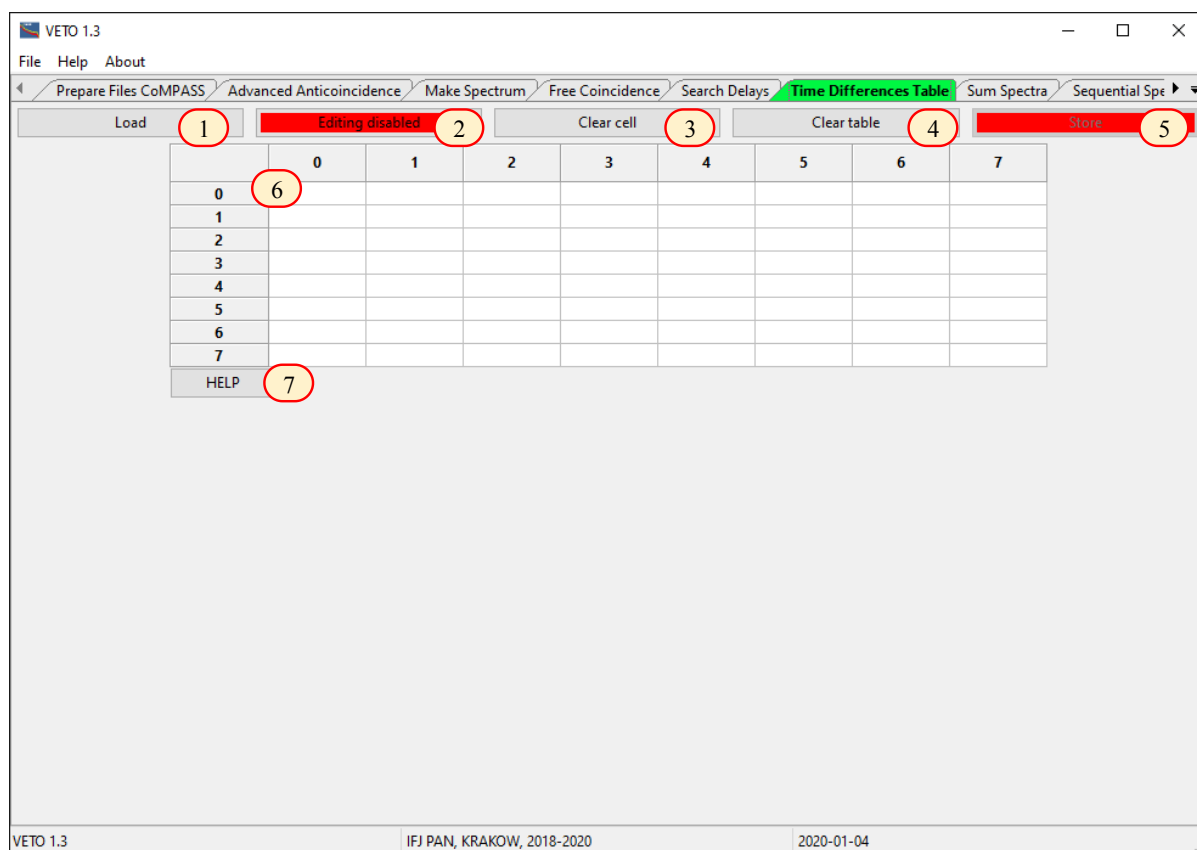 VETO 1.3
File Help About
Prepare Files CoMPASS Advanced Anticoincidence Make Spectrum Free Coincidence Search Delays Time Differences Table Sum Spectra Sequential Spe
Load 1 Editing disabled 2 Clear cell 3 Clear table 4 Store 5
0 1 2 3 4 5 6 7
0 6
1
2
3
4
5
6
7
HELP 7
VETO 1.3 IFJ PAN, KRAKOW, 2018-2020 2020-01-04